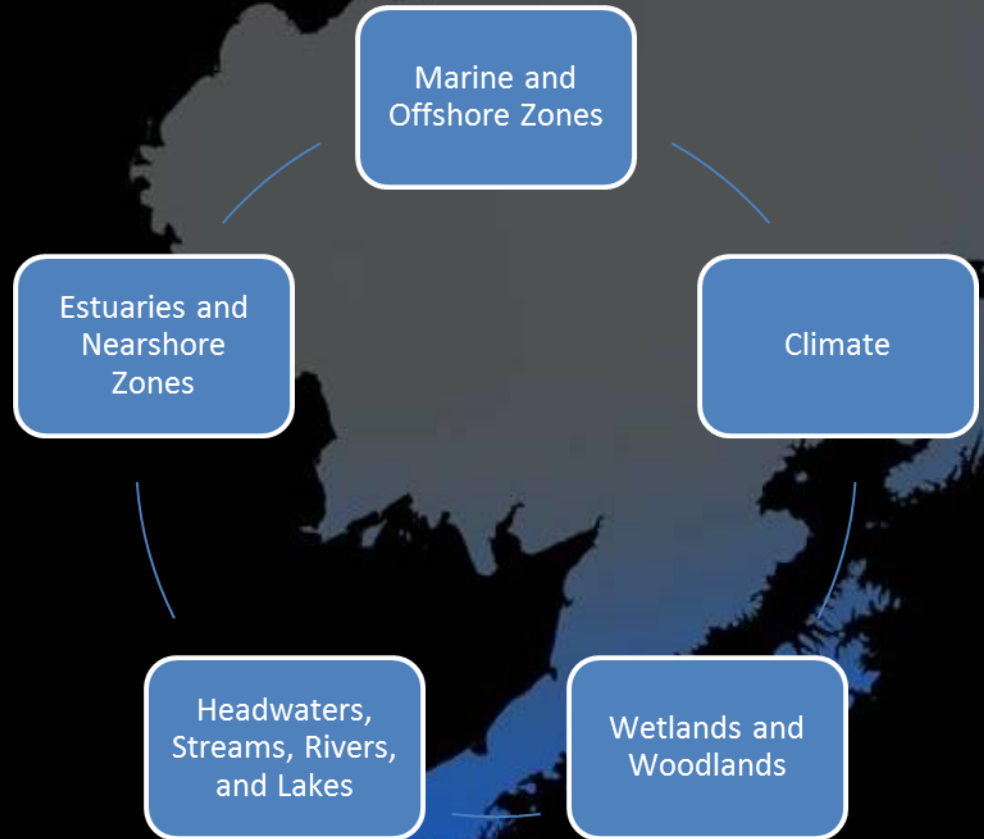 Marine and
Offshore Zones
Climate
Wetlands and
Woodlands
Headwaters,
Streams, Rivers,
and Lakes
Estuaries and
Nearshore
Zones